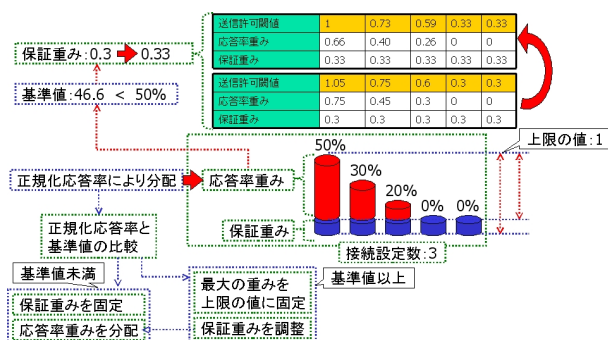 送信許可閾値 1 0.73 0.59 0.33 0.33
応答率重み 0.66 0.40 0.26 0 0
保証重み 0.33 0.33 0.33 0.33 0.33
保証重み:0.3 0.33
送信許可閾値 1.05 0.75 0.6 0.3 0.3
応答率重み 0.75 0.45 0.3 0 0
保証重み 0.3 0.3 0.3 0.3 0.3
基準値:46.6 < 50%
上限の値:1
50%
30%
20%
0%
0%
正規化応答率により分配
応答率重み
保証重み
接続設定数:3
正規化応答率と
基準値の比較
基準値未満
基準値以上
保証重みを固定
応答率重みを分配
最大の重みを
上限の値に固定
保証重みを調整